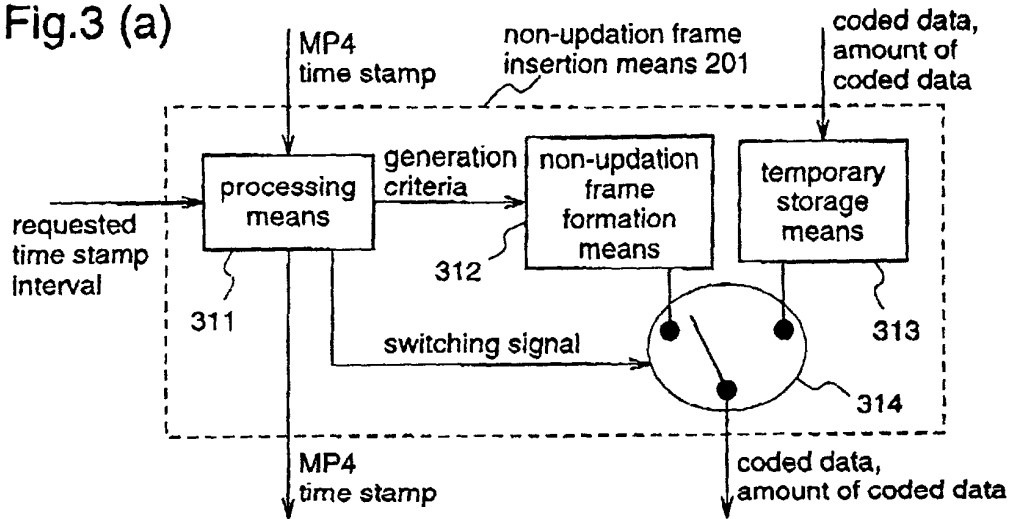 Fig.3 (a)
MP4
time stamp
non-updation frame
insertion means 201
coded data,
amount of
coded data
processing
means
generation
criteria
non-updation
frame
formation
means
temporary
storage
means
requested
time stamp
interval
311
312
313
switching signal
314
MP4
time stamp
coded data,
amount of coded data